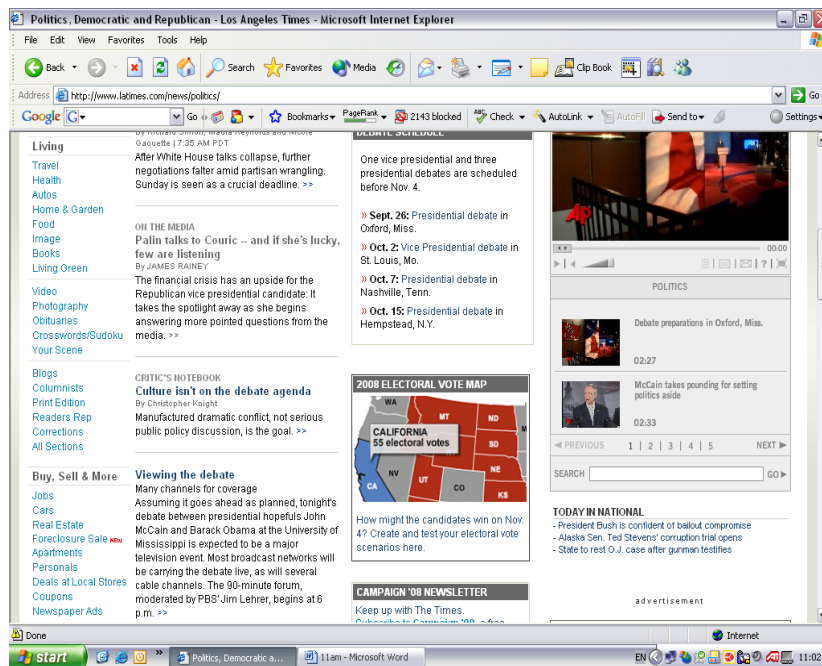 Politics, Democratic and Republican - Los Angeles Times - Microsoft Internet Explorer
File Edit View Favorites Tools Help
Back Search Favorites Media Clip Book
Address http://www.latimes.com/news/politics/ Go
Google G Go Bookmarks PageRank 2143 blocked ABC Check AutoLink AutoFill Send to Settings
Living
Travel
Health
Autos
Home & Garden
Food
Image
Books
Living Green
Video
Photography
Obituaries
Crosswords/Sudoku
Your Scene
Blogs
Columnists
Print Edition
Readers Rep
Corrections
All Sections
Buy, Sell & More
Jobs
Cars
Real Estate
Foreclosure Sale NEW
Apartments
Personals
Deals at Local Stores
Coupons
Newspaper Ads
By Richard Simon, Maura Reynolds and Nicole
Gaouette | 7:35 AM PDT
After White House talks collapse, further
negotiations falter amid partisan wrangling.
Sunday is seen as a crucial deadline. >>
ON THE MEDIA
Palin talks to Couric -- and if she's lucky,
few are listening
By JAMES RAINEY
The financial crisis has an upside for the
Republican vice presidential candidate: It
takes the spotlight away as she begins
answering more pointed questions from the
media. >>
CRITIC'S NOTEBOOK
Culture isn't on the debate agenda
By Christopher Knight
Manufactured dramatic conflict, not serious
public policy discussion, is the goal. >>
Viewing the debate
Many channels for coverage
Assuming it goes ahead as planned, tonight's
debate between presidential hopefuls John
McCain and Barack Obama at the University of
Mississippi is expected to be a major
television event. Most broadcast networks will
be carrying the debate live, as will several
cable channels. The 90-minute forum,
moderated by PBS' Jim Lehrer, begins at 6
p.m. >>
DEBATE SCHEDULE
One vice presidential and three
presidential debates are scheduled
before Nov. 4.
» Sept. 26: Presidential debate in
Oxford, Miss.
» Oct. 2: Vice Presidential debate in
St. Louis, Mo.
» Oct. 7: Presidential debate in
Nashville, Tenn.
» Oct. 15: Presidential debate in
Hempstead, N.Y.
2008 ELECTORAL VOTE MAP
WA
MT
ND
CALIFORNIA
55 electoral votes
SD
NE
NV
UT
CO
CA
KS
How might the candidates win on Nov.
4? Create and test your electoral vote
scenarios here.
CAMPAIGN '08 NEWSLETTER
Keep up with The Times.
Subscribe to Campaign '08, a free
AP
00:00
?
POLITICS
Debate preparations in Oxford, Miss.
02:27
McCain takes pounding for setting
politics aside
02:33
PREVIOUS 1 | 2 | 3 | 4 | 5 NEXT
SEARCH GO
TODAY IN NATIONAL
- President Bush is confident of bailout compromise
- Alaska Sen. Ted Stevens' corruption trial opens
- State to rest O.J. case after gunman testifies
advertisement
Done Internet
start » Politics, Democratic a... 11am - Microsoft Word EN 11:02